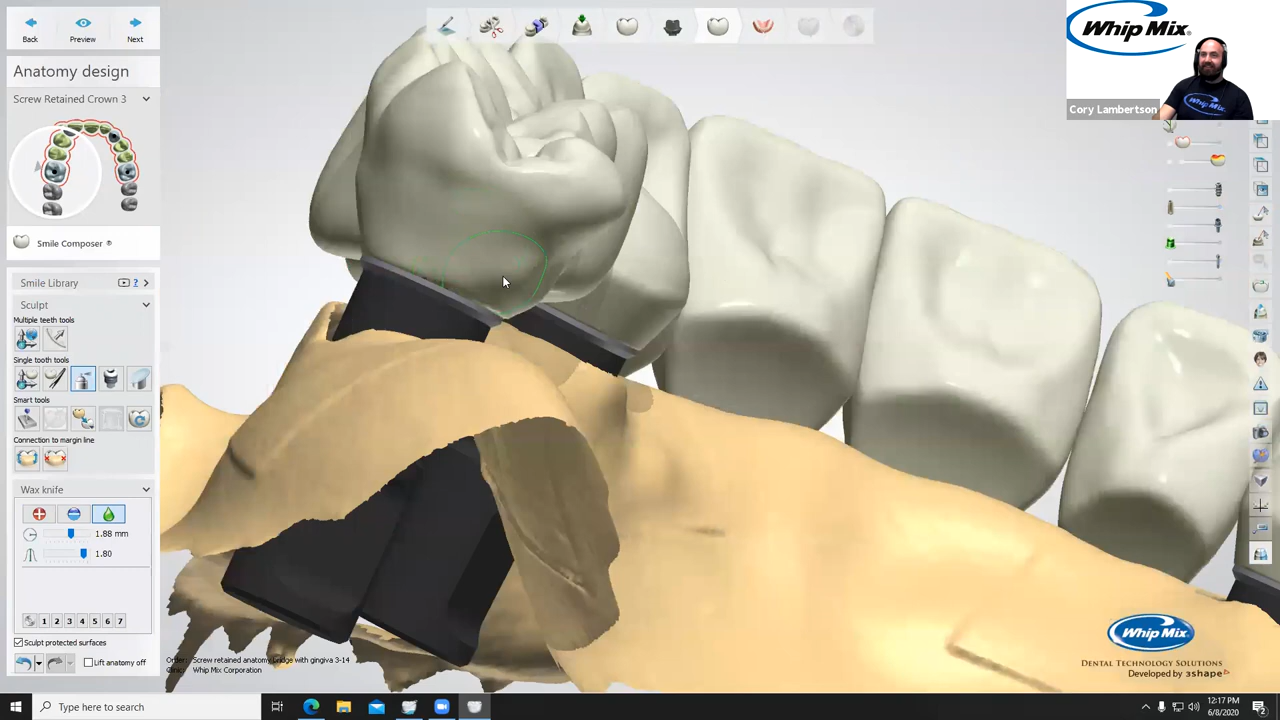 Back
Preview
Next
Whip Mix®
Cory Lambertson
Anatomy design
Screw Retained Crown 3
Smile Composer ®
Smile Library
?
Sculpt
Multiple teeth tools
Single tooth tools
Smart tools
Connection to margin line
Wax knife
1.88 mm
1.80
1 2 3 4 5 6 7
Sculpt protected surfaces
Lift anatomy off
Order: Screw retained anatomy bridge with gingiva 3-14
Clinic: Whip Mix Corporation
Whip Mix
DENTAL TECHNOLOGY SOLUTIONS
Developed by 3shape
Type here to search
12:17 PM
6/8/2020
2